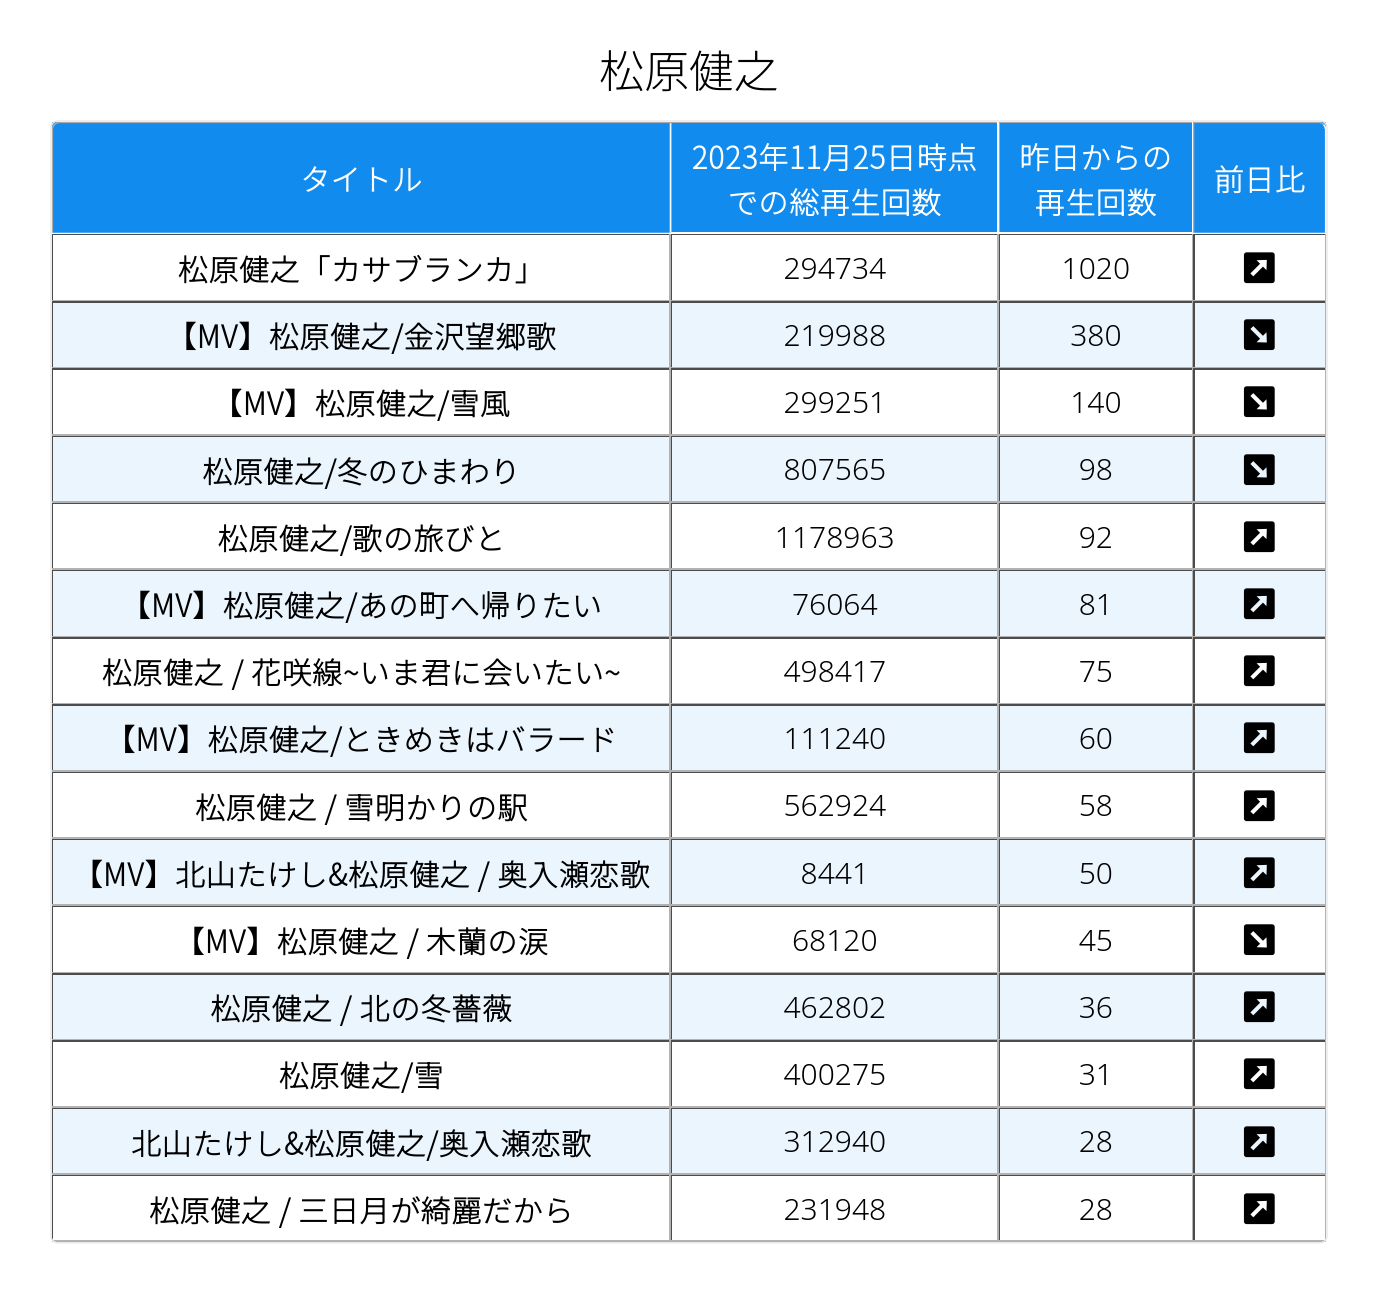 松原健之
タイトル
2023年11月25日時点
での総再生回数
昨日からの
再生回数
前日比
松原健之「カサブランカ」 294734 1020 ↗
【MV】松原健之/金沢望郷歌 219988 380 ↘
【MV】松原健之/雪風 299251 140 ↘
松原健之/冬のひまわり 807565 98 ↘
松原健之/歌の旅びと 1178963 92 ↗
【MV】松原健之/あの町へ帰りたい 76064 81 ↗
松原健之 / 花咲線~いま君に会いたい~ 498417 75 ↗
【MV】松原健之/ときめきはバラード 111240 60 ↗
松原健之 / 雪明かりの駅 562924 58 ↗
【MV】北山たけし&松原健之 / 奥入瀬恋歌 8441 50 ↗
【MV】松原健之 / 木蘭の涙 68120 45 ↘
松原健之 / 北の冬薔薇 462802 36 ↗
松原健之/雪 400275 31 ↗
北山たけし&松原健之/奥入瀬恋歌 312940 28 ↗
松原健之 / 三日月が綺麗だから 231948 28 ↗